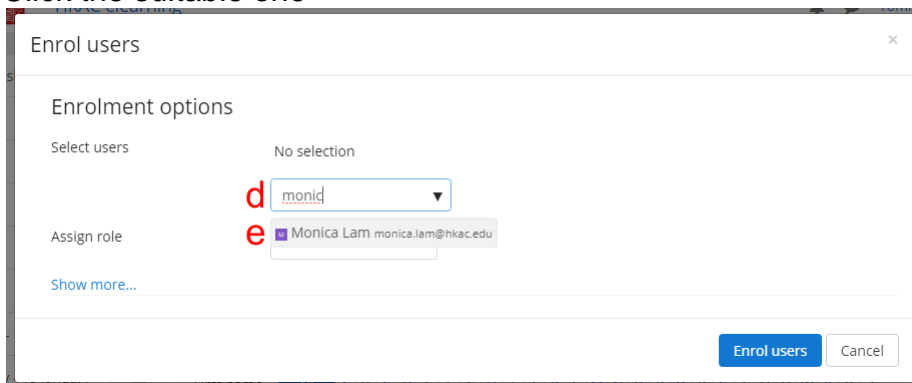 Enrol users ×
Enrolment options
Select users No selection
d monic ▼
Assign role e Monica Lam monica.lam@hkac.edu
Show more...
Enrol users Cancel